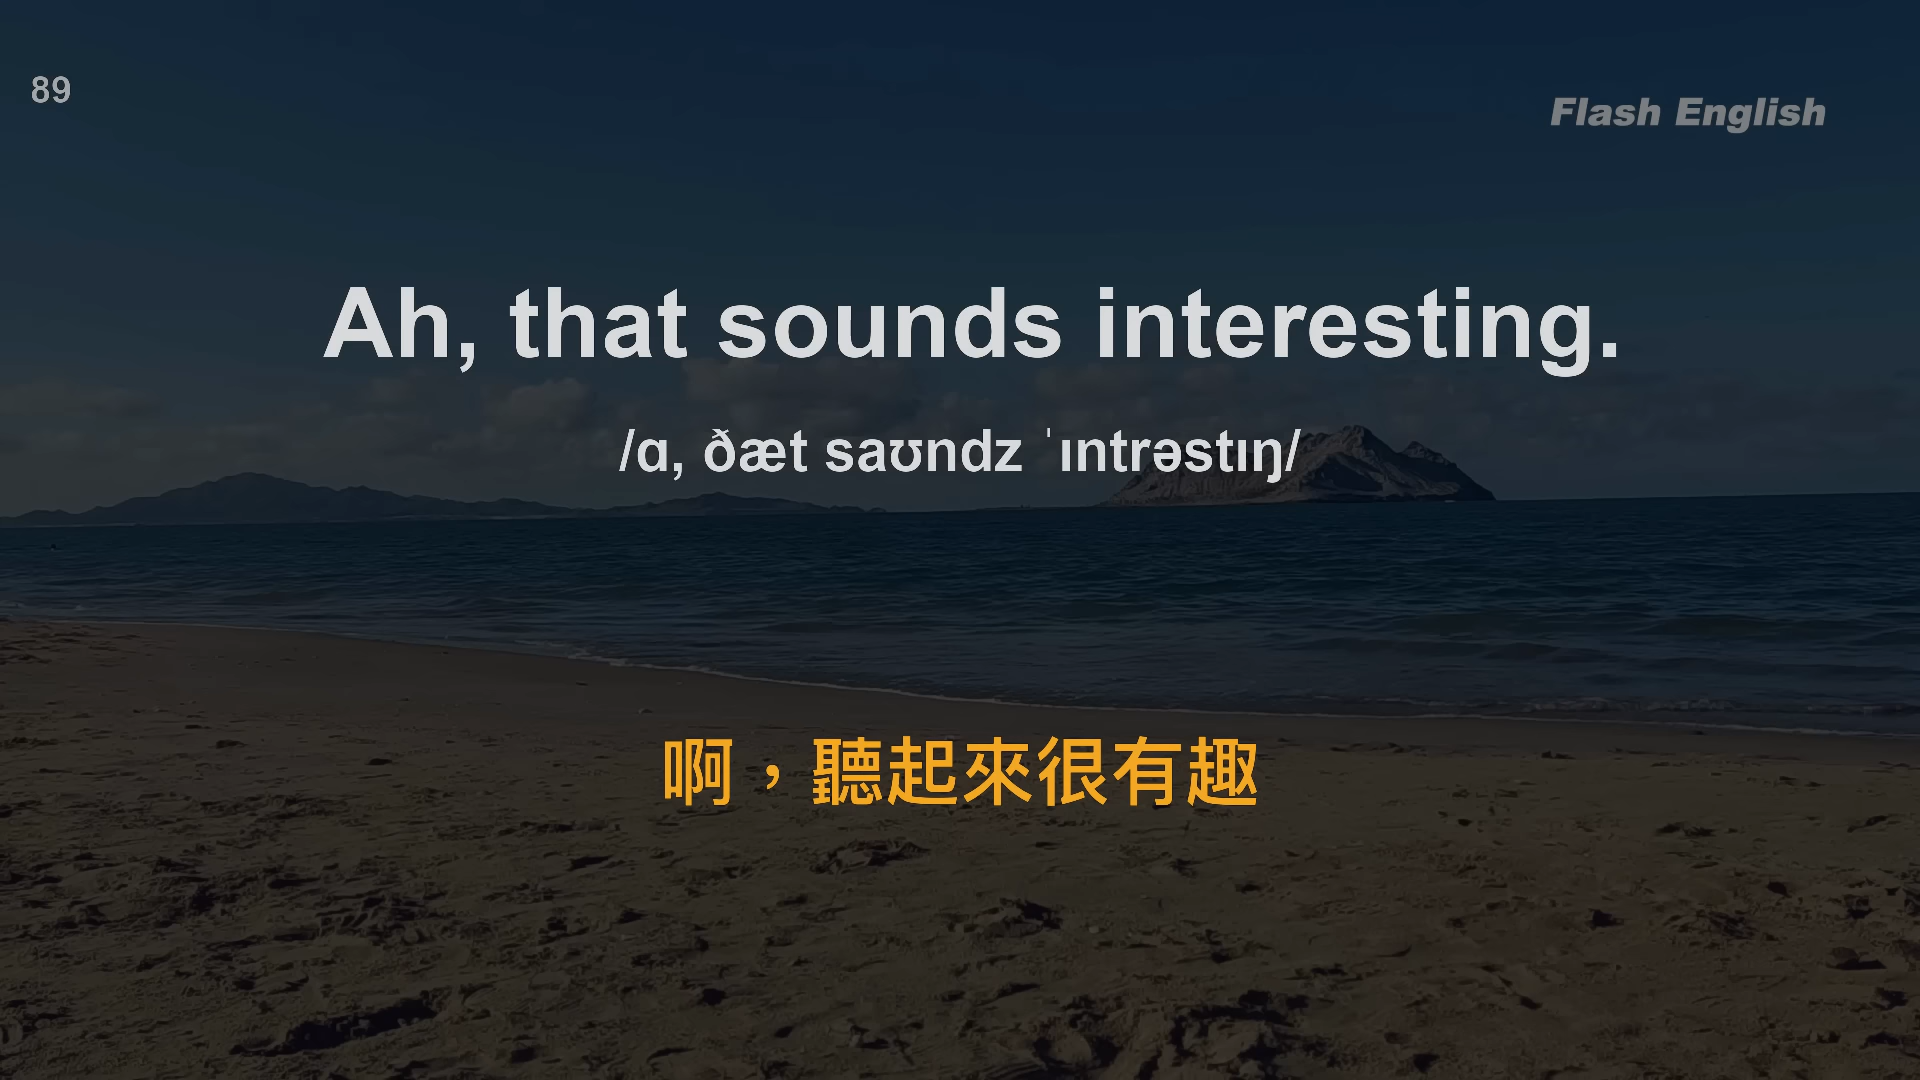 89
Flash English
Ah, that sounds interesting.
/ɑ, ðæt saʊndz ˈɪntrəstɪŋ/
啊，聽起來很有趣